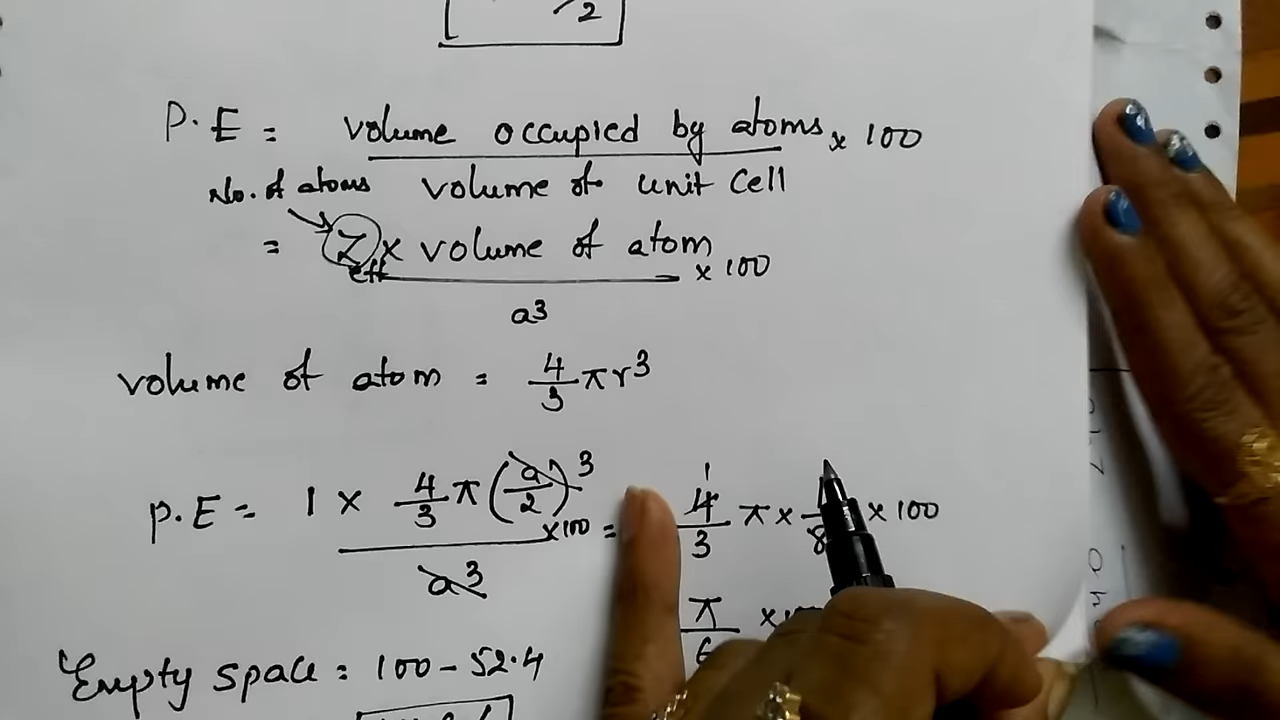 /2
P.E = volume occupied by atoms x 100
No. of atoms volume of unit cell
= Zeff x volume of atom x 100
a3
volume of atom = 4/3 πr3
P.E = 1 x 4/3 π(a/2)3 x100 = 4/3 π x /8 x 100
a3
1
π/6 x
Empty space = 100-52.4